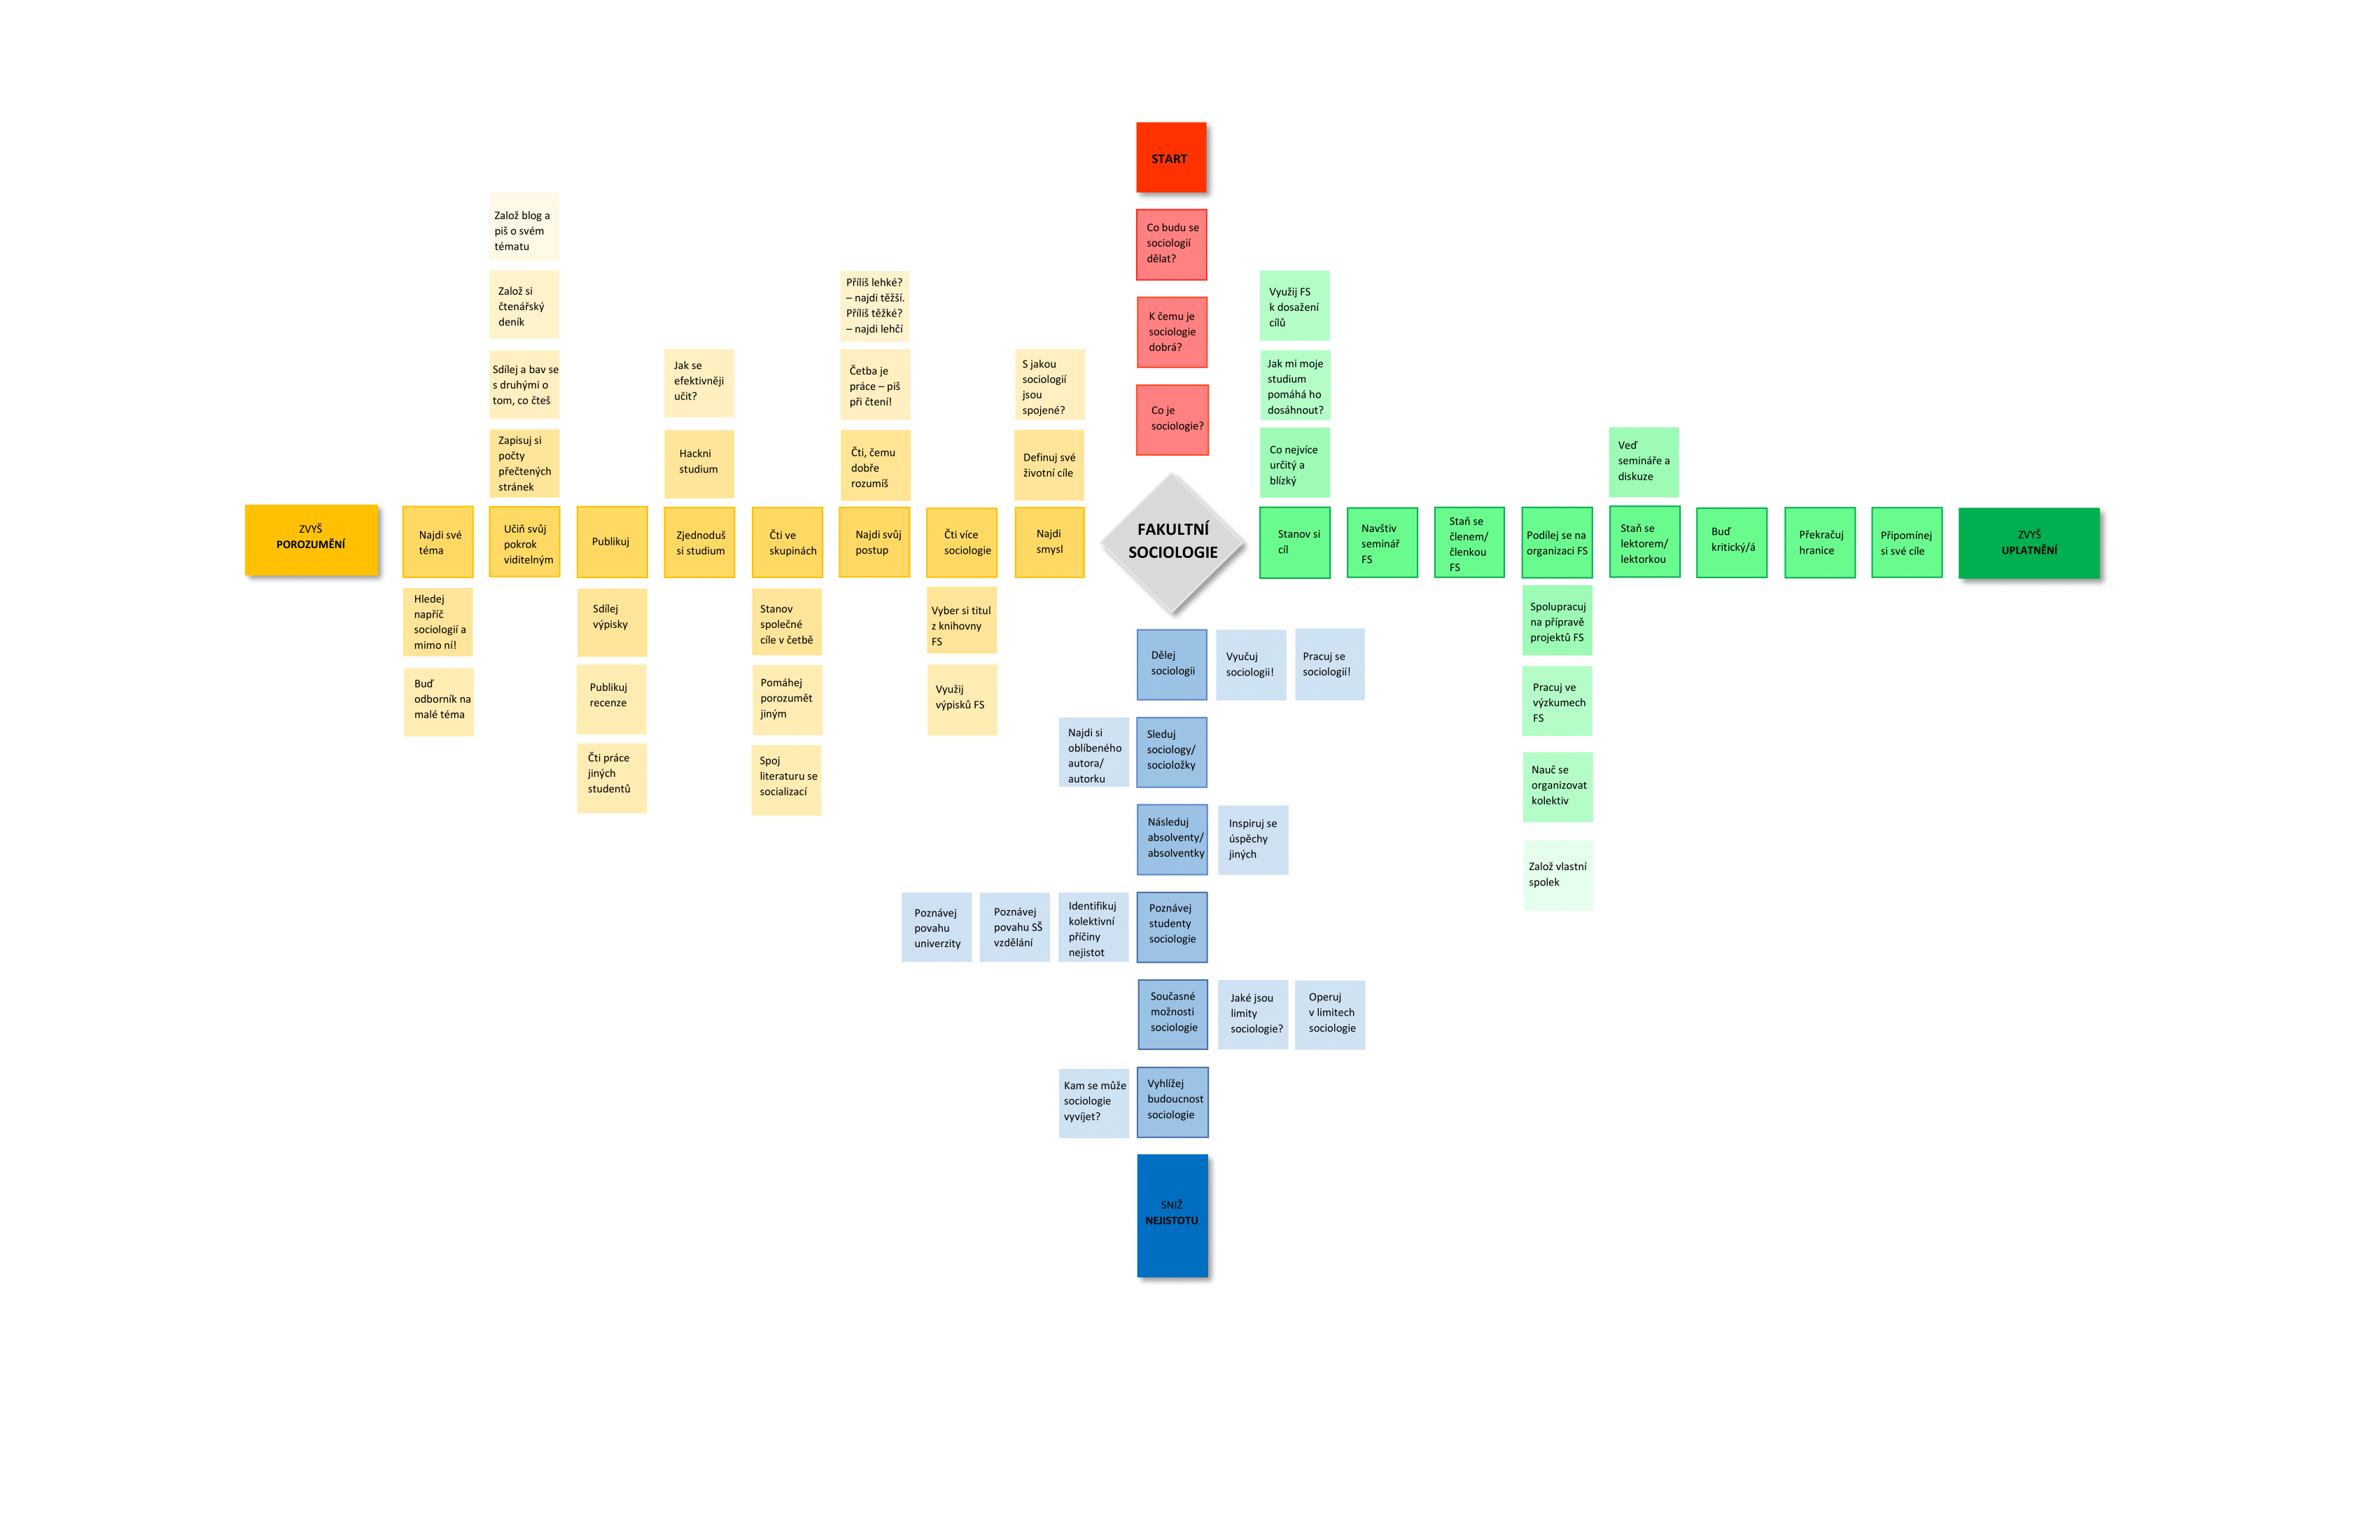 START
Co budu se
sociologií
dělat?
K čemu je
sociologie
dobrá?
Co je
sociologie?
FAKULTNÍ
SOCIOLOGIE
Založ blog a
piš o svém
tématu
Založ si
čtenářský
deník
Sdílej a bav se
s druhými o
tom, co čteš
Zapisuj si
počty
přečtených
stránek
Jak se
efektivněji
učit?
Hackni
studium
Příliš lehké?
– najdi těžší.
Příliš těžké?
– najdi lehčí
Četba je
práce – piš
při čtení!
Čti, čemu
dobře
rozumíš
S jakou
sociologií
jsou
spojené?
Definuj své
životní cíle
ZVYŠ
POROZUMĚNÍ
Najdi své
téma
Učiň svůj
pokrok
viditelným
Publikuj
Zjednoduš
si studium
Čti ve
skupinách
Najdi svůj
postup
Čti více
sociologie
Najdi
smysl
Hledej
napříč
sociologií a
mimo ní!
Buď
odborník na
malé téma
Sdílej
výpisky
Publikuj
recenze
Čti práce
jiných
studentů
Stanov
společné
cíle v četbě
Pomáhej
porozumět
jiným
Spoj
literaturu se
socializací
Vyber si titul
z knihovny
FS
Využij
výpisků FS
Využij FS
k dosažení
cílů
Jak mi moje
studium
pomáhá ho
dosáhnout?
Co nejvíce
určitý a
blízký
Veď
semináře a
diskuze
Stanov si
cíl
Navštiv
seminář
FS
Staň se
členem/
členkou
FS
Podílej se na
organizaci FS
Staň se
lektorem/
lektorkou
Buď
kritický/á
Překračuj
hranice
Připomínej
si své cíle
ZVYŠ
UPLATNĚNÍ
Spolupracuj
na přípravě
projektů FS
Pracuj ve
výzkumech
FS
Nauč se
organizovat
kolektiv
Založ vlastní
spolek
Dělej
sociologii
Vyučuj
sociologii!
Pracuj se
sociologií!
Najdi si
oblíbeného
autora/
autorku
Sleduj
sociology/
socioložky
Následuj
absolventy/
absolventky
Inspiruj se
úspěchy
jiných
Poznávej
povahu
univerzity
Poznávej
povahu SŠ
vzdělání
Identifikuj
kolektivní
příčiny
nejistot
Poznávej
studenty
sociologie
Současné
možnosti
sociologie
Jaké jsou
limity
sociologie?
Operuj
v limitech
sociologie
Kam se může
sociologie
vyvíjet?
Vyhlížej
budoucnost
sociologie
SNIŽ
NEJISTOTU